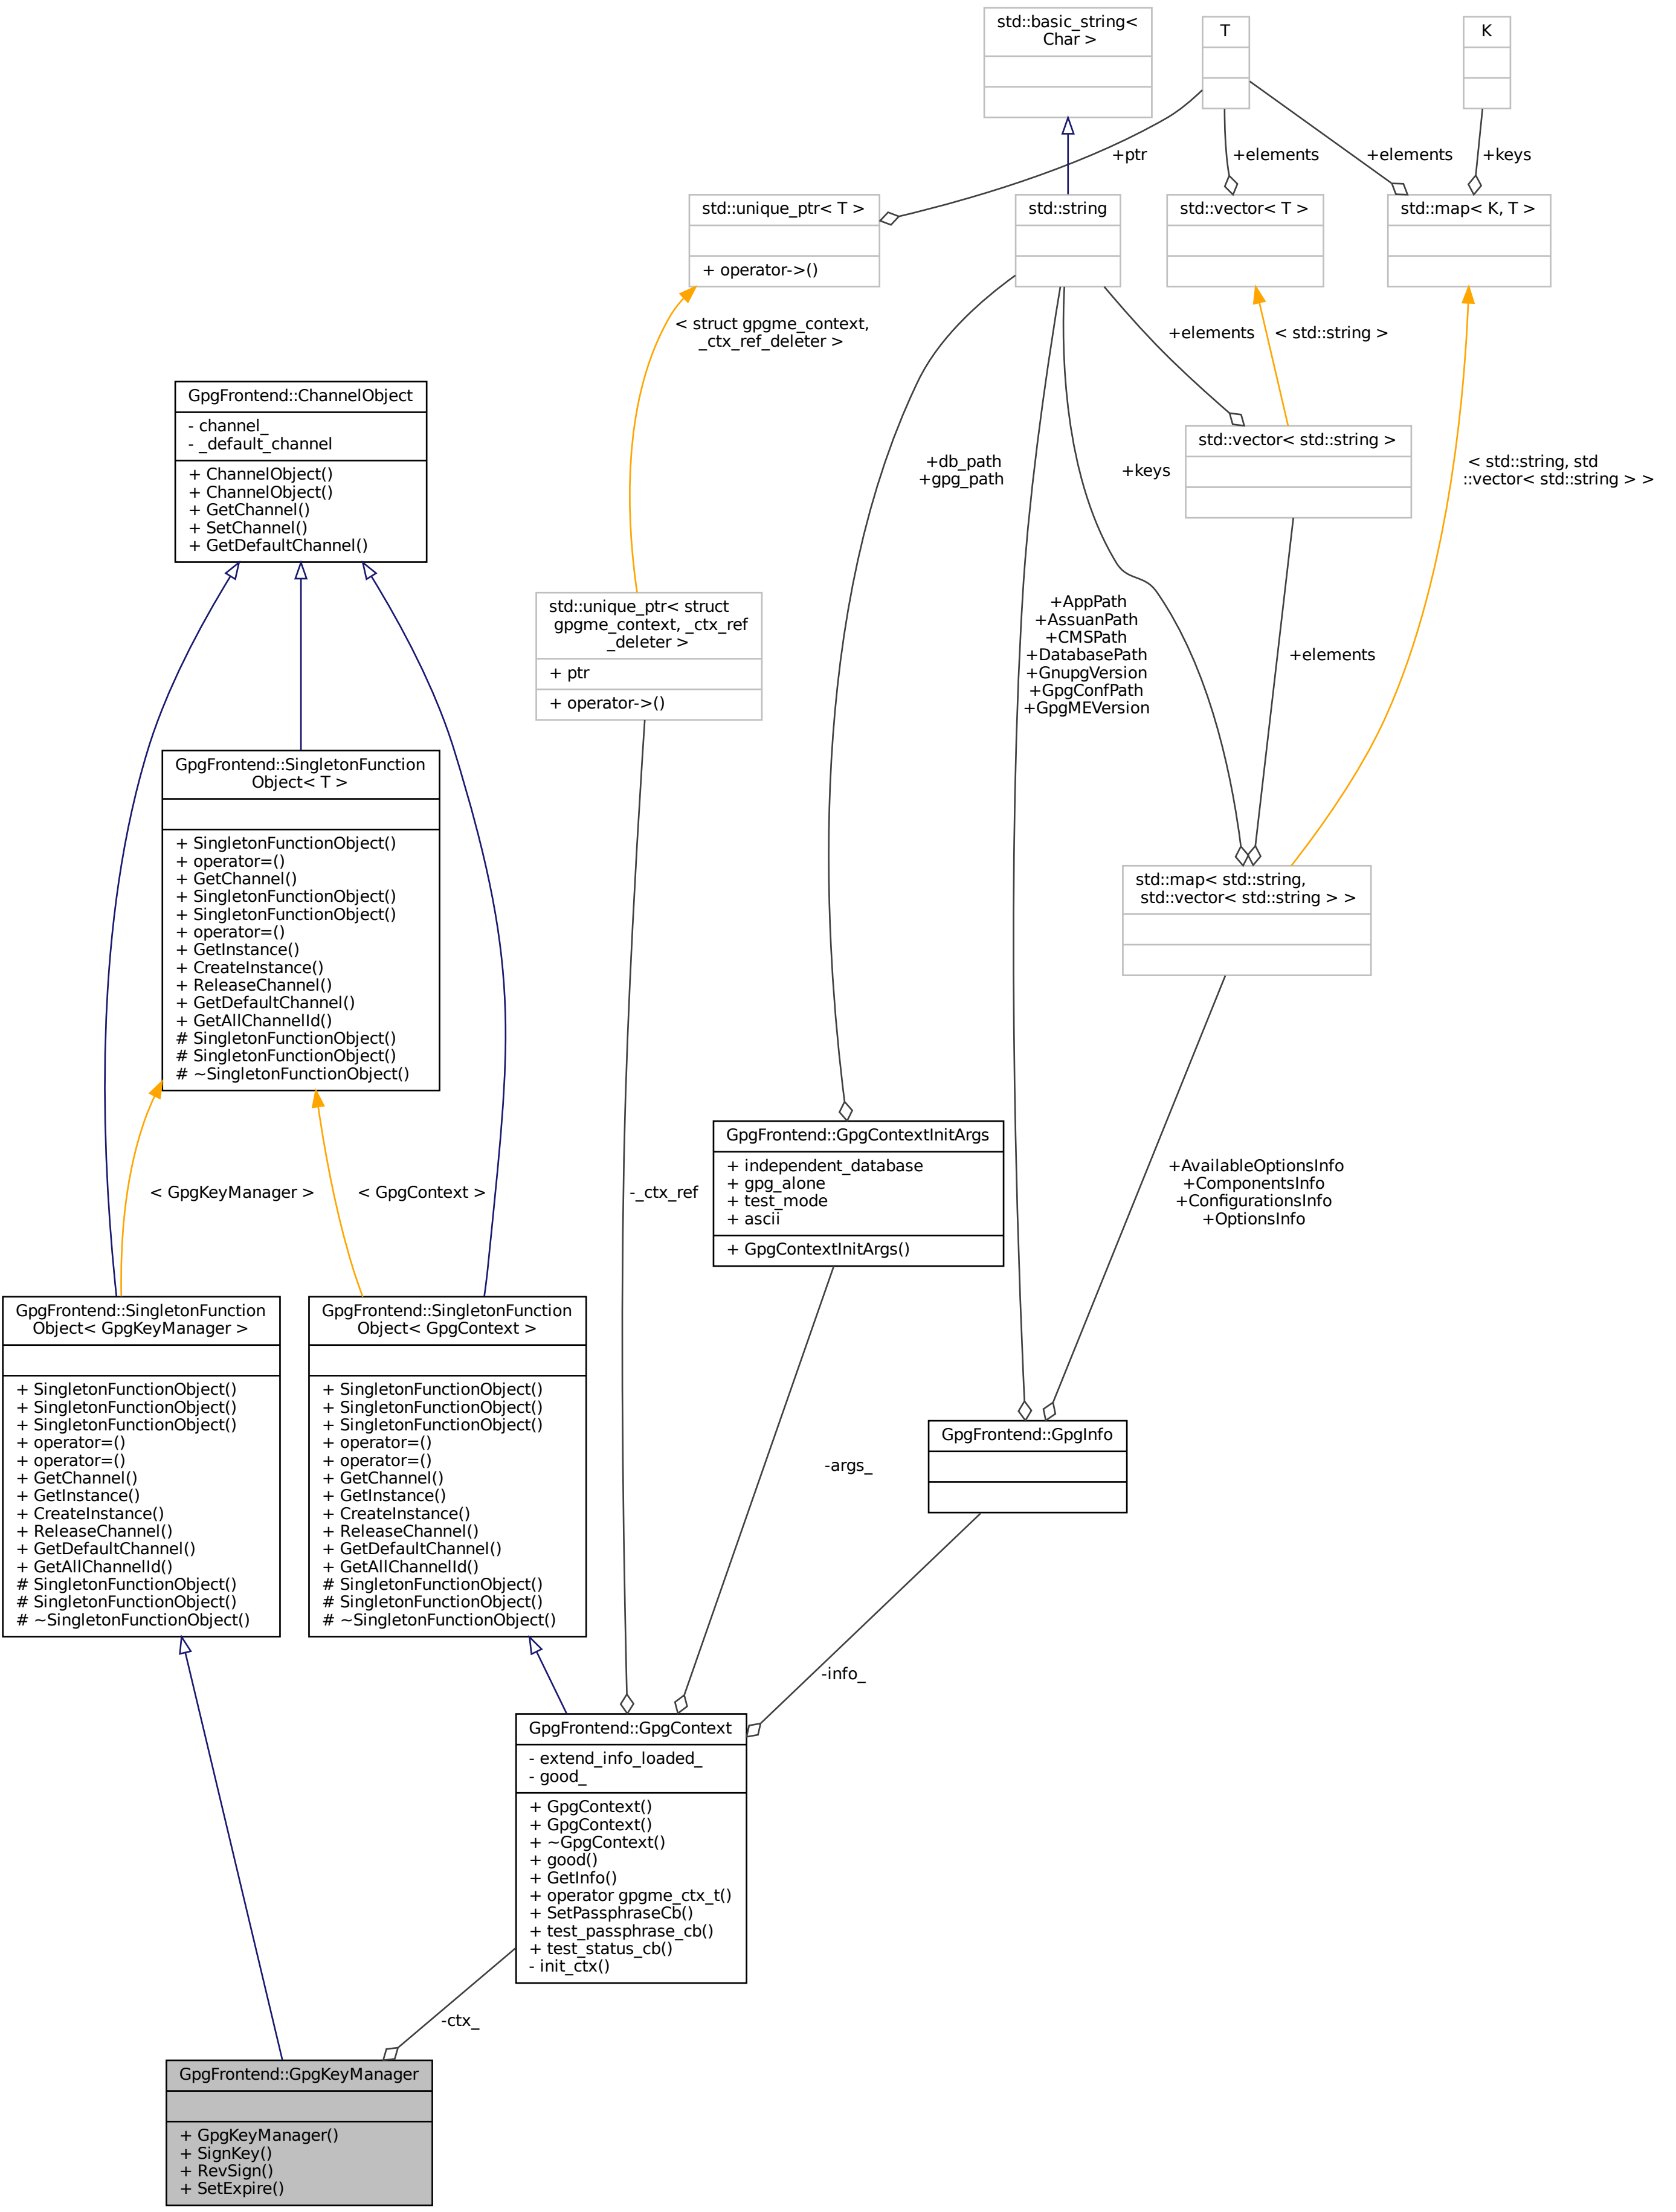 std::basic_string<
Char >
T
K
+ptr
+elements
+elements
+keys
std::unique_ptr< T >
+ operator->()
std::string
std::vector< T >
std::map< K, T >
< struct gpgme_context,
_ctx_ref_deleter >
+elements
< std::string >
GpgFrontend::ChannelObject
- channel_
- _default_channel
+ ChannelObject()
+ ChannelObject()
+ GetChannel()
+ SetChannel()
+ GetDefaultChannel()
+db_path
+gpg_path
+keys
std::vector< std::string >
< std::string, std
::vector< std::string > >
std::unique_ptr< struct
gpgme_context, _ctx_ref
_deleter >
+ ptr
+ operator->()
+AppPath
+AssuanPath
+CMSPath
+DatabasePath
+GnupgVersion
+GpgConfPath
+GpgMEVersion
+elements
GpgFrontend::SingletonFunction
Object< T >
+ SingletonFunctionObject()
+ operator=()
+ GetChannel()
+ SingletonFunctionObject()
+ SingletonFunctionObject()
+ operator=()
+ GetInstance()
+ CreateInstance()
+ ReleaseChannel()
+ GetDefaultChannel()
+ GetAllChannelId()
# SingletonFunctionObject()
# SingletonFunctionObject()
# ~SingletonFunctionObject()
std::map< std::string,
std::vector< std::string > >
< GpgKeyManager >
< GpgContext >
-_ctx_ref
GpgFrontend::GpgContextInitArgs
+ independent_database
+ gpg_alone
+ test_mode
+ ascii
+ GpgContextInitArgs()
+AvailableOptionsInfo
+ComponentsInfo
+ConfigurationsInfo
+OptionsInfo
GpgFrontend::SingletonFunction
Object< GpgKeyManager >
+ SingletonFunctionObject()
+ SingletonFunctionObject()
+ SingletonFunctionObject()
+ operator=()
+ operator=()
+ GetChannel()
+ GetInstance()
+ CreateInstance()
+ ReleaseChannel()
+ GetDefaultChannel()
+ GetAllChannelId()
# SingletonFunctionObject()
# SingletonFunctionObject()
# ~SingletonFunctionObject()
GpgFrontend::SingletonFunction
Object< GpgContext >
+ SingletonFunctionObject()
+ SingletonFunctionObject()
+ SingletonFunctionObject()
+ operator=()
+ operator=()
+ GetChannel()
+ GetInstance()
+ CreateInstance()
+ ReleaseChannel()
+ GetDefaultChannel()
+ GetAllChannelId()
# SingletonFunctionObject()
# SingletonFunctionObject()
# ~SingletonFunctionObject()
-args_
GpgFrontend::GpgInfo
-info_
GpgFrontend::GpgContext
- extend_info_loaded_
- good_
+ GpgContext()
+ GpgContext()
+ ~GpgContext()
+ good()
+ GetInfo()
+ operator gpgme_ctx_t()
+ SetPassphraseCb()
+ test_passphrase_cb()
+ test_status_cb()
- init_ctx()
-ctx_
GpgFrontend::GpgKeyManager
+ GpgKeyManager()
+ SignKey()
+ RevSign()
+ SetExpire()